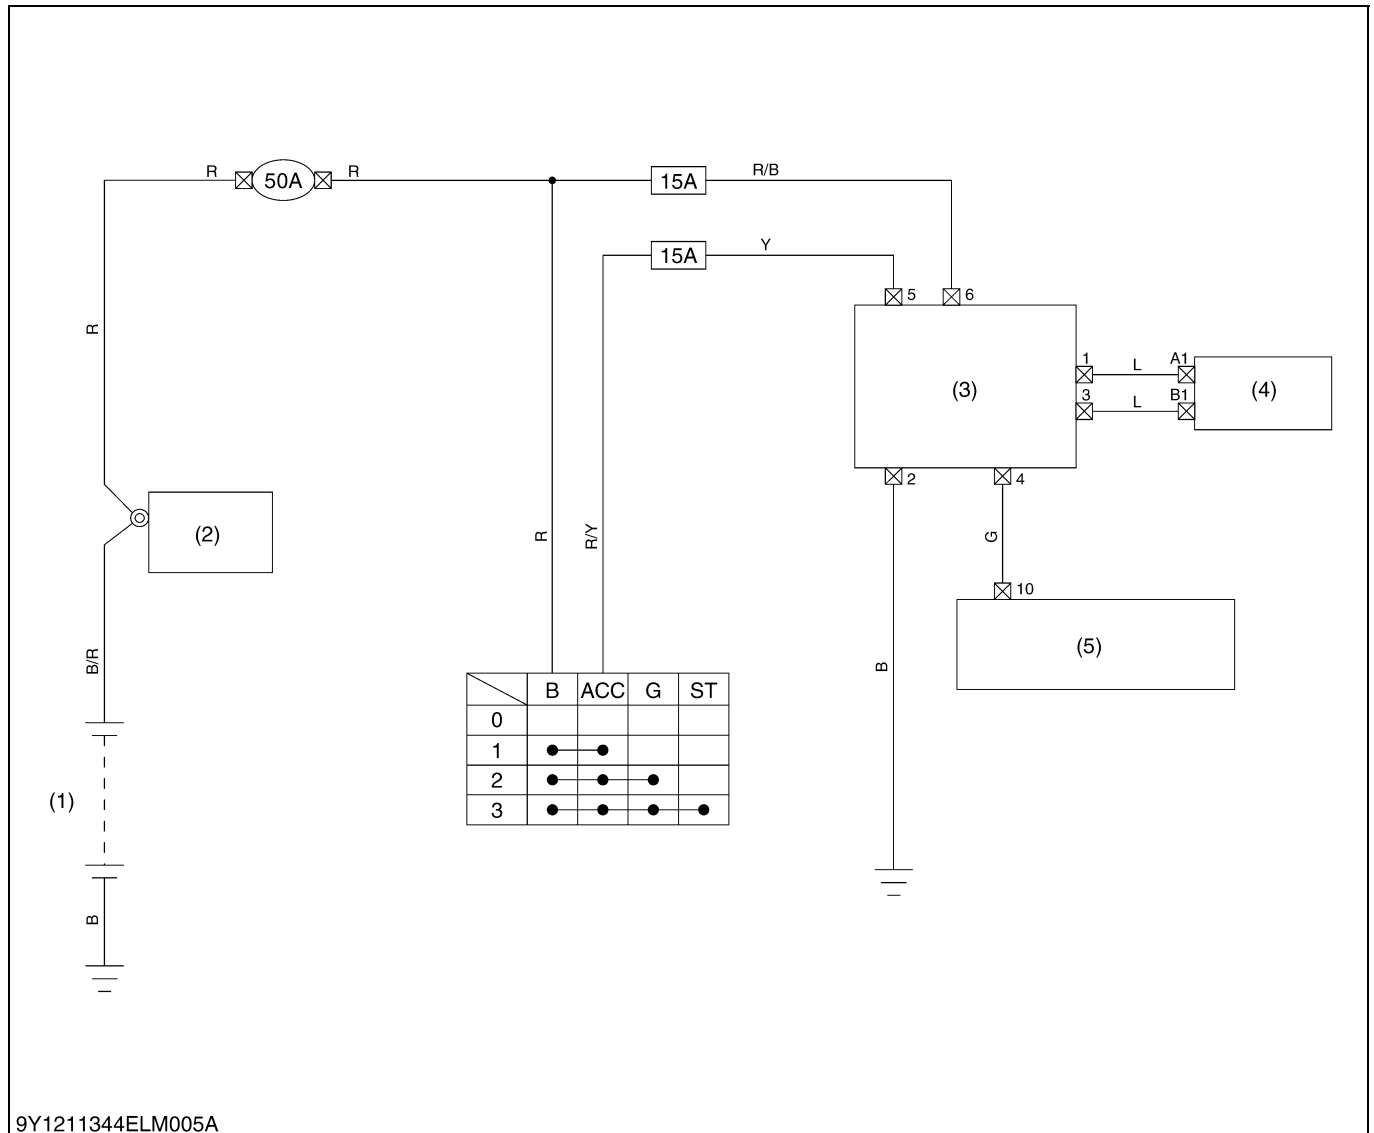 R 50A R 15A R/B
15A Y
5 6
R
1 L A1
(3) (4)
3 L B1
2 4
(2)
R R/Y G
10
(5)
B/R B
B ACC G ST
0
1
2
3
(1)
B
9Y1211344ELM005A